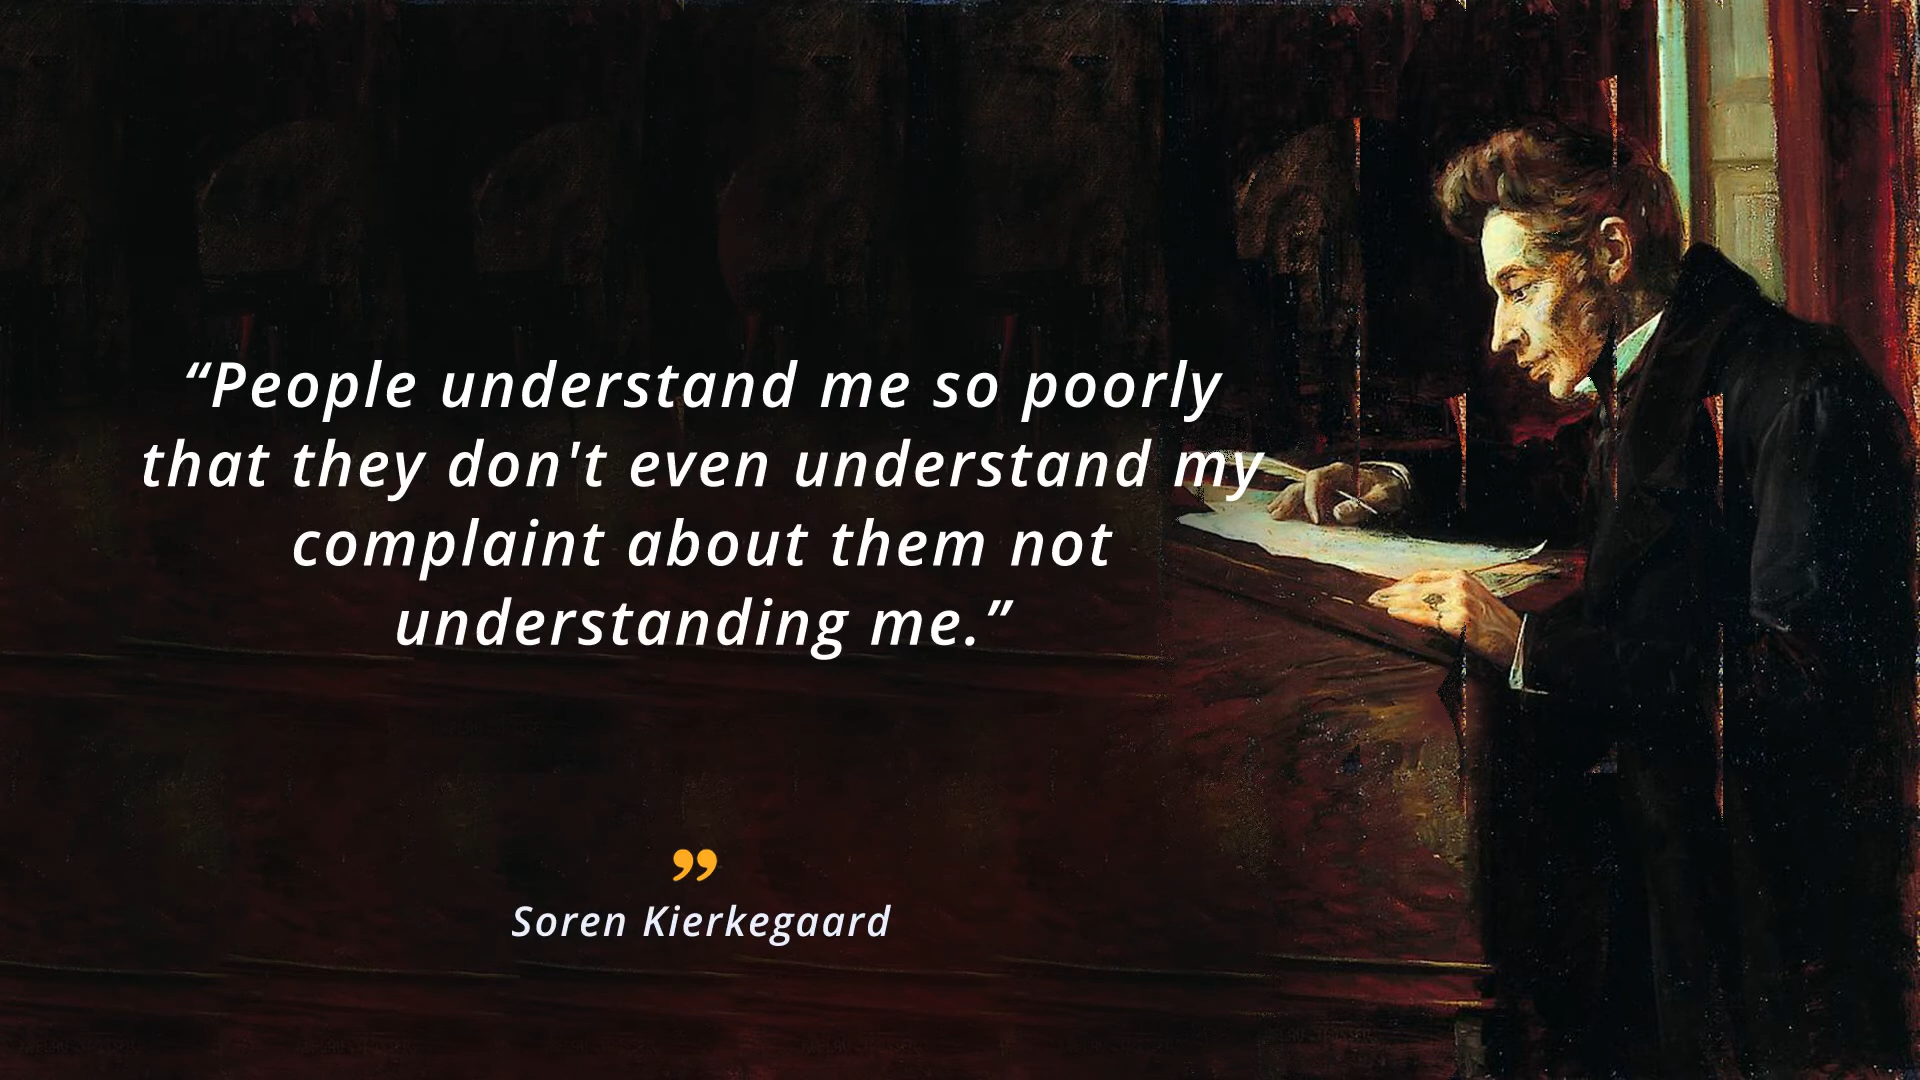 “People understand me so poorly
that they don't even understand my
complaint about them not
understanding me.”
”
Soren Kierkegaard